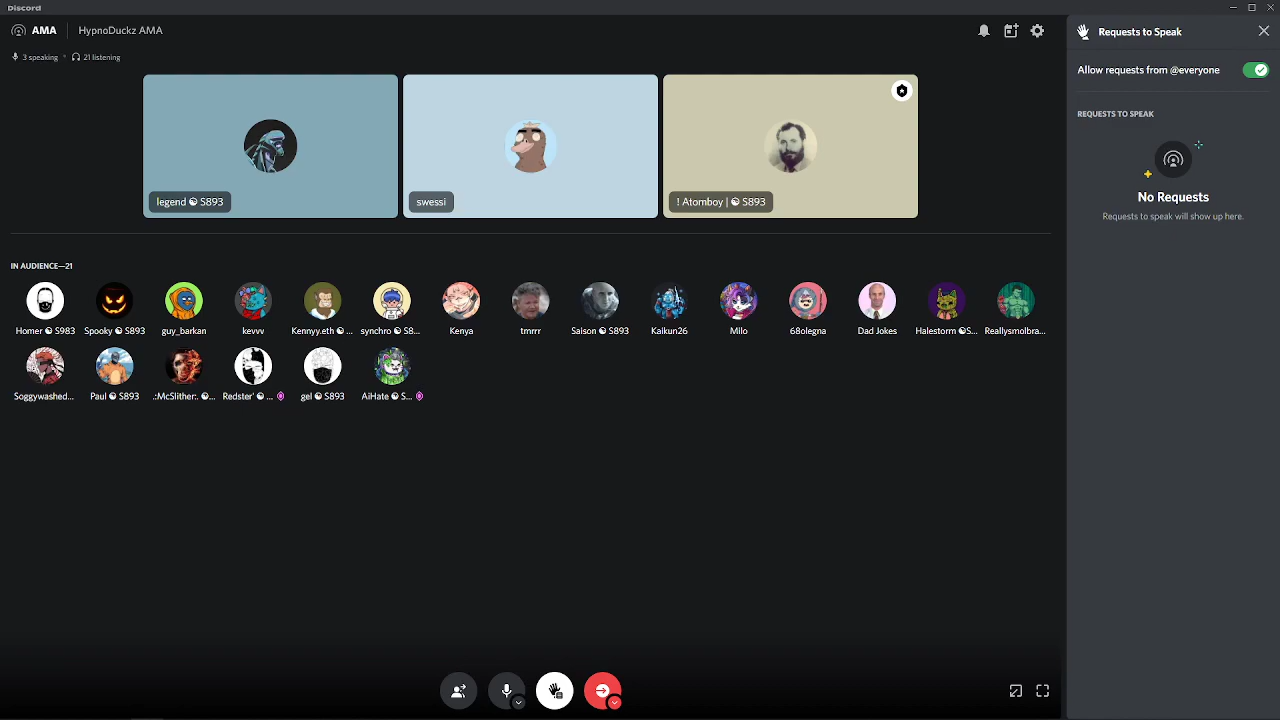 Discord
AMA HypnoDuckz AMA
3 speaking 21 listening
legend ☯ S893
swessi
! Atomboy | ☯ S893
IN AUDIENCE—21
Homer ☯ S983 Spooky ☯ S893 guy_barkan kevvv Kennyy.eth ☯ ... synchro ☯ S8... Kenya tmrrr Salson ☯ S893 Kaikun26 Milo 68olegna Dad Jokes Halestorm ☯S... Reallysmolbra...
Soggywashed... Paul ☯ S893 .:McSlither:. ☯... Redster' ☯ ... gel ☯ S893 AiHate ☯ S...
Requests to Speak
Allow requests from @everyone
REQUESTS TO SPEAK
No Requests
Requests to speak will show up here.